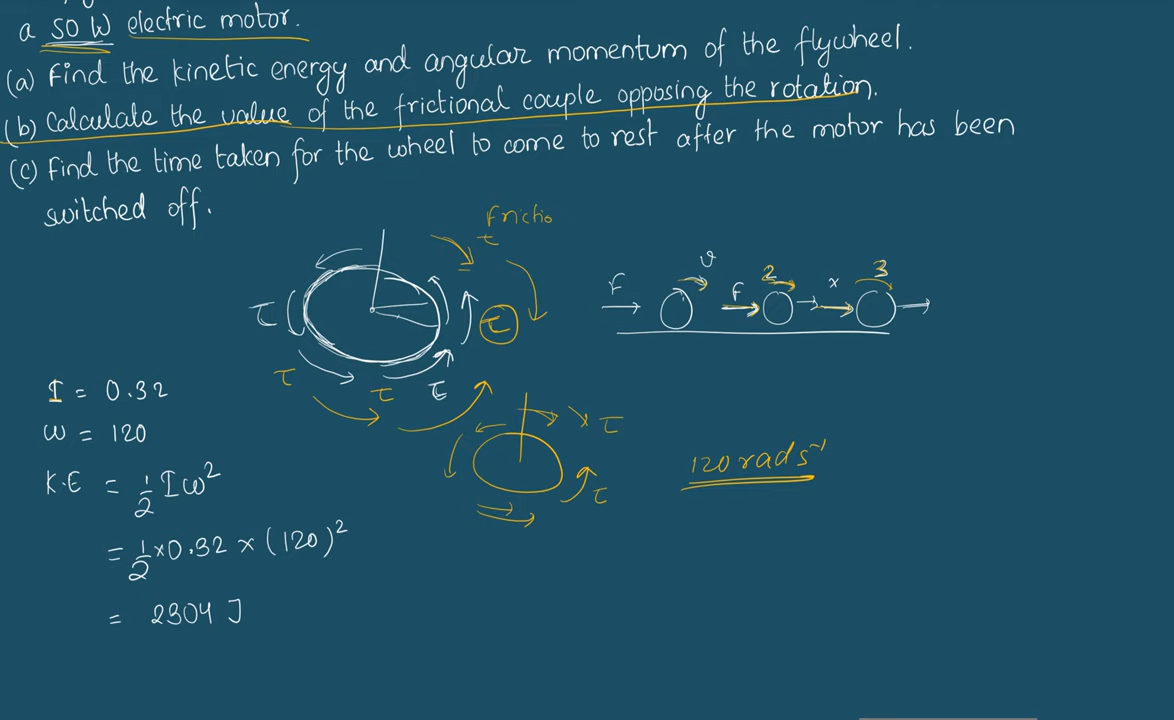 a 50 W electric motor.
(a) Find the kinetic energy and angular momentum of the flywheel.
(b) Calculate the value of the frictional couple opposing the rotation.
(c) Find the time taken for the wheel to come to rest after the motor has been
switched off.
Frictio
τ
F v F 2 x 3
τ τ
τ τ τ
I = 0.32
ω = 120
τ
120 rad s⁻¹
K.E = 1/2 Iω²
τ
= 1/2 × 0.32 × (120)²
= 2304 J